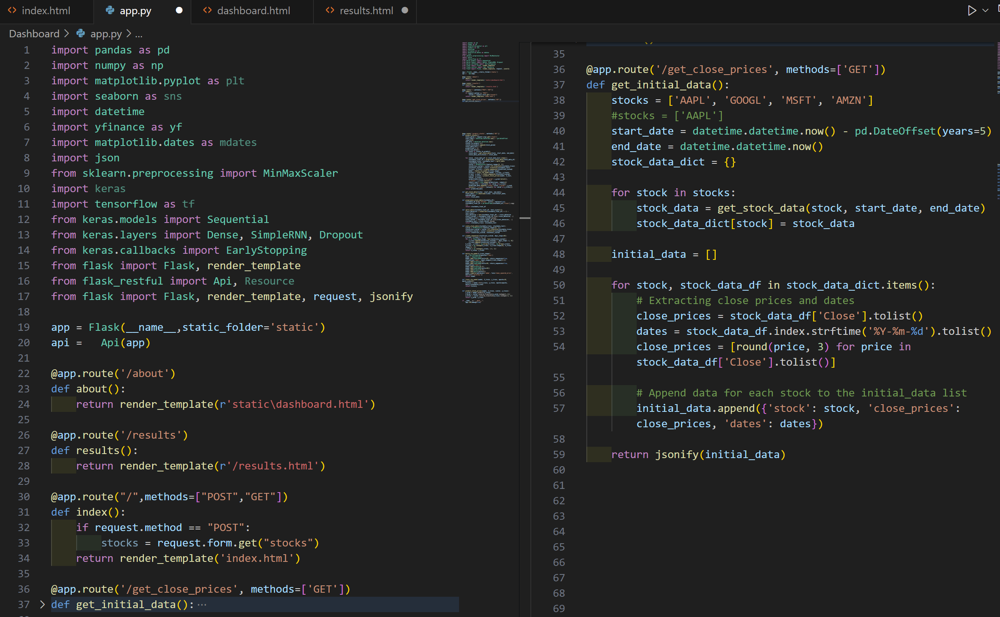 index.html
app.py
dashboard.html
results.html
Dashboard > app.py > ...
1 import pandas as pd
2 import numpy as np
3 import matplotlib.pyplot as plt
4 import seaborn as sns
5 import datetime
6 import yfinance as yf
7 import matplotlib.dates as mdates
8 import json
9 from sklearn.preprocessing import MinMaxScaler
10 import keras
11 import tensorflow as tf
12 from keras.models import Sequential
13 from keras.layers import Dense, SimpleRNN, Dropout
14 from keras.callbacks import EarlyStopping
15 from flask import Flask, render_template
16 from flask_restful import Api, Resource
17 from flask import Flask, render_template, request, jsonify
18
19 app = Flask(__name__,static_folder='static')
20 api =   Api(app)
21
22 @app.route('/about')
23 def about():
24     return render_template(r'static\dashboard.html')
25
26 @app.route('/results')
27 def results():
28     return render_template(r'/results.html')
29
30 @app.route("/",methods=["POST","GET"])
31 def index():
32     if request.method == "POST":
33         stocks = request.form.get("stocks")
34     return render_template('index.html')
35
36 @app.route('/get_close_prices', methods=['GET'])
37 > def get_initial_data():···
35
36 @app.route('/get_close_prices', methods=['GET'])
37 def get_initial_data():
38     stocks = ['AAPL', 'GOOGL', 'MSFT', 'AMZN']
39     #stocks = ['AAPL']
40     start_date = datetime.datetime.now() - pd.DateOffset(years=5)
41     end_date = datetime.datetime.now()
42     stock_data_dict = {}
43
44     for stock in stocks:
45         stock_data = get_stock_data(stock, start_date, end_date)
46         stock_data_dict[stock] = stock_data
47
48     initial_data = []
49
50     for stock, stock_data_df in stock_data_dict.items():
51         # Extracting close prices and dates
52         close_prices = stock_data_df['Close'].tolist()
53         dates = stock_data_df.index.strftime('%Y-%m-%d').tolist()
54         close_prices = [round(price, 3) for price in
        stock_data_df['Close'].tolist()]
55
56         # Append data for each stock to the initial_data list
57         initial_data.append({'stock': stock, 'close_prices':
        close_prices, 'dates': dates})
58
59     return jsonify(initial_data)
60
61
62
63
64
65
66
67
68
69